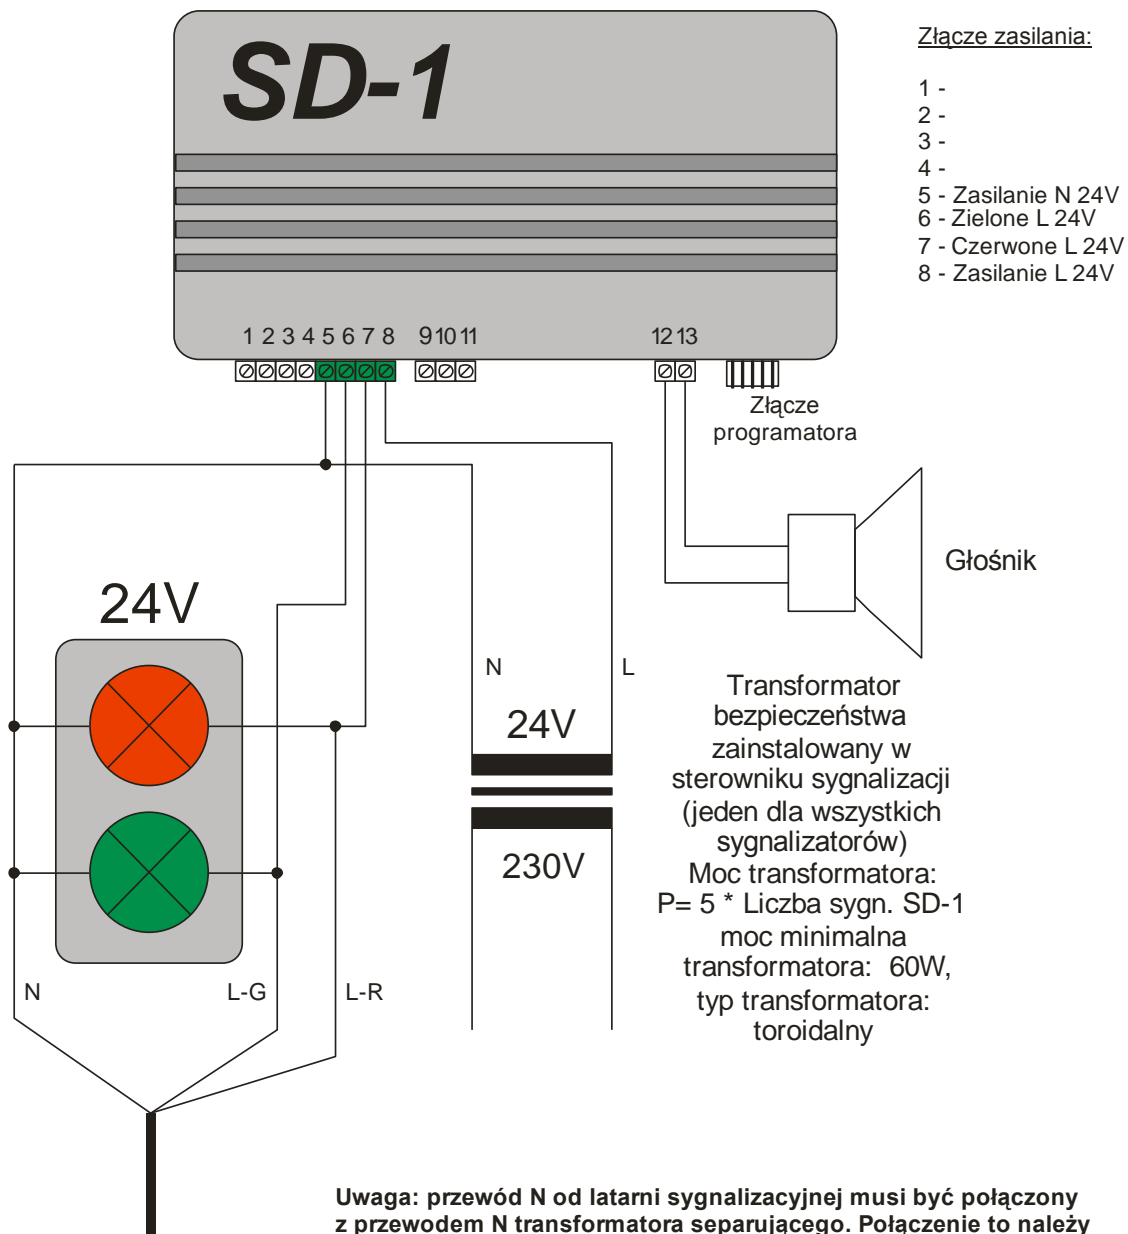 SD-1
Złącze zasilania:
1 -
2 -
3 -
4 -
5 - Zasilanie N 24V
6 - Zielone L 24V
7 - Czerwone L 24V
8 - Zasilanie L 24V
1 2 3 4 5 6 7 8 9 10 11 12 13
Złącze
programatora
Głośnik
24V
N L
24V
230V
Transformator
bezpieczeństwa
zainstalowany w
sterowniku sygnalizacji
(jeden dla wszystkich
sygnalizatorów)
Moc transformatora:
P= 5 * Liczba sygn. SD-1
moc minimalna
transformatora: 60W,
typ transformatora:
toroidalny
N L-G L-R
Uwaga: przewód N od latarni sygnalizacyjnej musi być połączony
z przewodem N transformatora separującego. Połączenie to należy